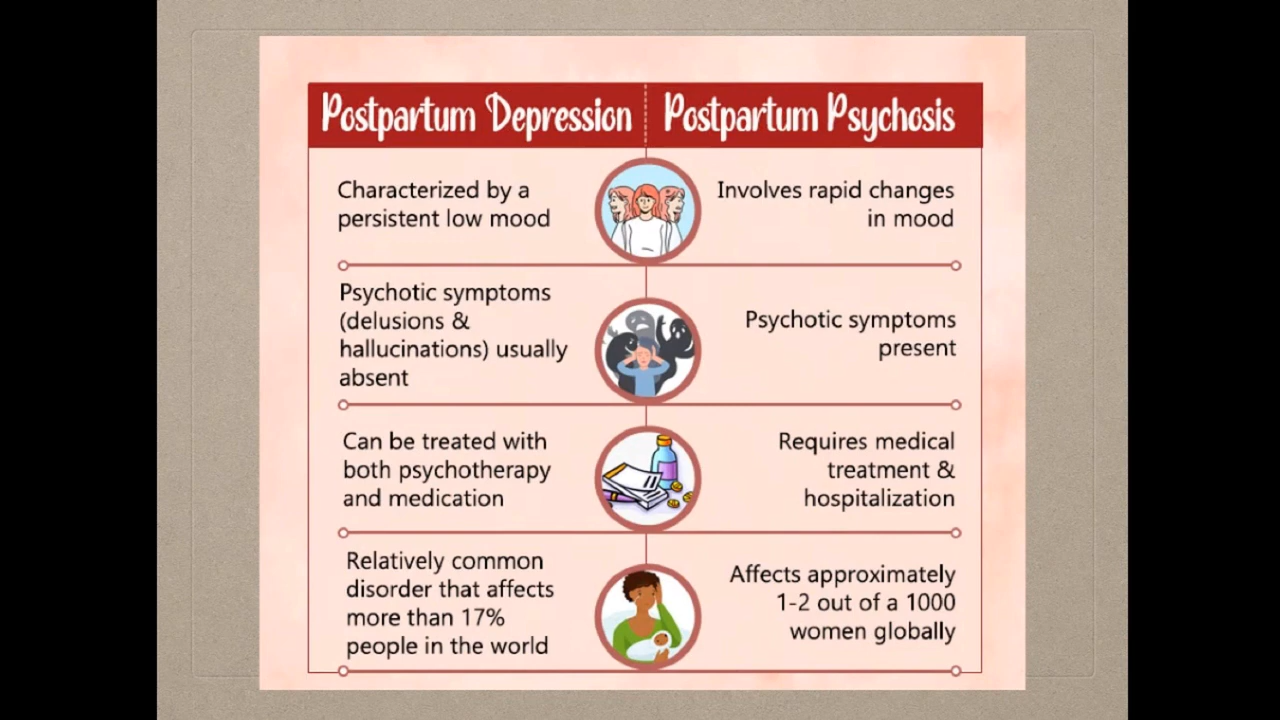 Postpartum Depression
Postpartum Psychosis
Characterized by a
persistent low mood
Involves rapid changes
in mood
Psychotic symptoms
(delusions &
hallucinations) usually
absent
Psychotic symptoms
present
Can be treated with
both psychotherapy
and medication
Requires medical
treatment &
hospitalization
Relatively common
disorder that affects
more than 17%
people in the world
Affects approximately
1-2 out of a 1000
women globally